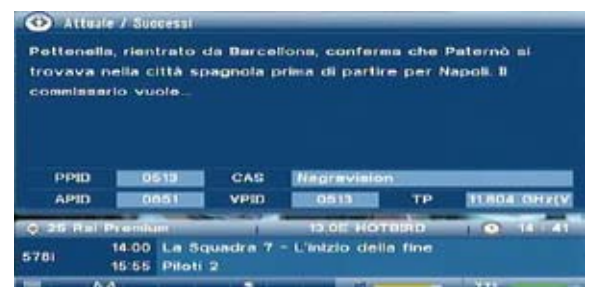 Attuale / Successi
Pettenella, rientrato da Barcellona, conferma che Paternò si
trovava nella città spagnola prima di partire per Napoli. Il
commissario vuole...
PPID 0513 CAS Nagravision
APID 0651 VPID 0513 TP 11.804 GHz(V
26 Rai Premium 13.0E HOTBIRD 14:41
578i 14.00 La Squadra 7 - L'inizio della fine
15:55 Piloti 2